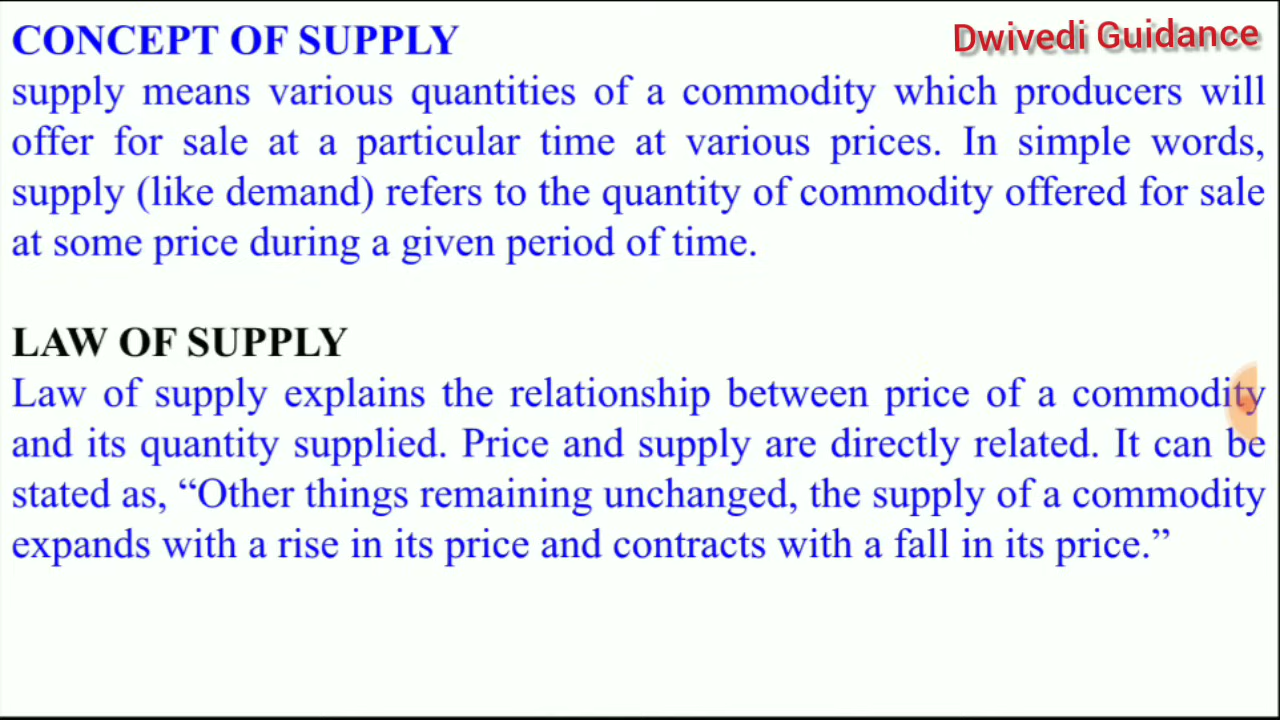 CONCEPT OF SUPPLY
Dwivedi Guidance
supply means various quantities of a commodity which producers will
offer for sale at a particular time at various prices. In simple words,
supply (like demand) refers to the quantity of commodity offered for sale
at some price during a given period of time.
LAW OF SUPPLY
Law of supply explains the relationship between price of a commodity
and its quantity supplied. Price and supply are directly related. It can be
stated as, “Other things remaining unchanged, the supply of a commodity
expands with a rise in its price and contracts with a fall in its price.”